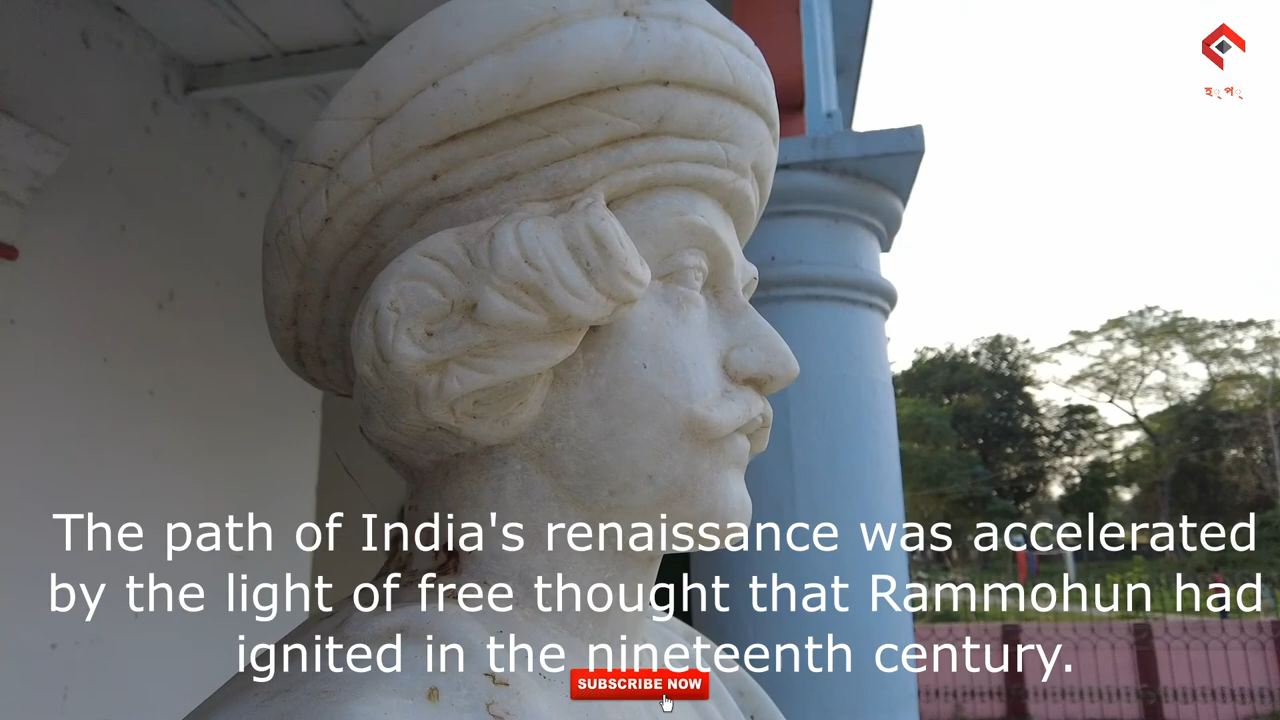 হ্ প্
The path of India's renaissance was accelerated
by the light of free thought that Rammohun had
ignited in the nineteenth century.
SUBSCRIBE NOW